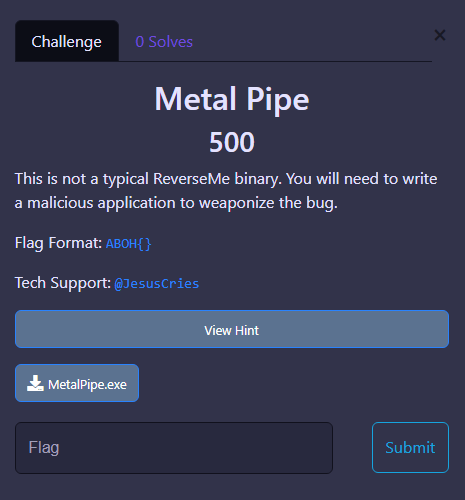 Challenge
0 Solves
×
Metal Pipe
500
This is not a typical ReverseMe binary. You will need to write
a malicious application to weaponize the bug.
Flag Format: ABOH{}
Tech Support: @JesusCries
View Hint
MetalPipe.exe
Flag
Submit